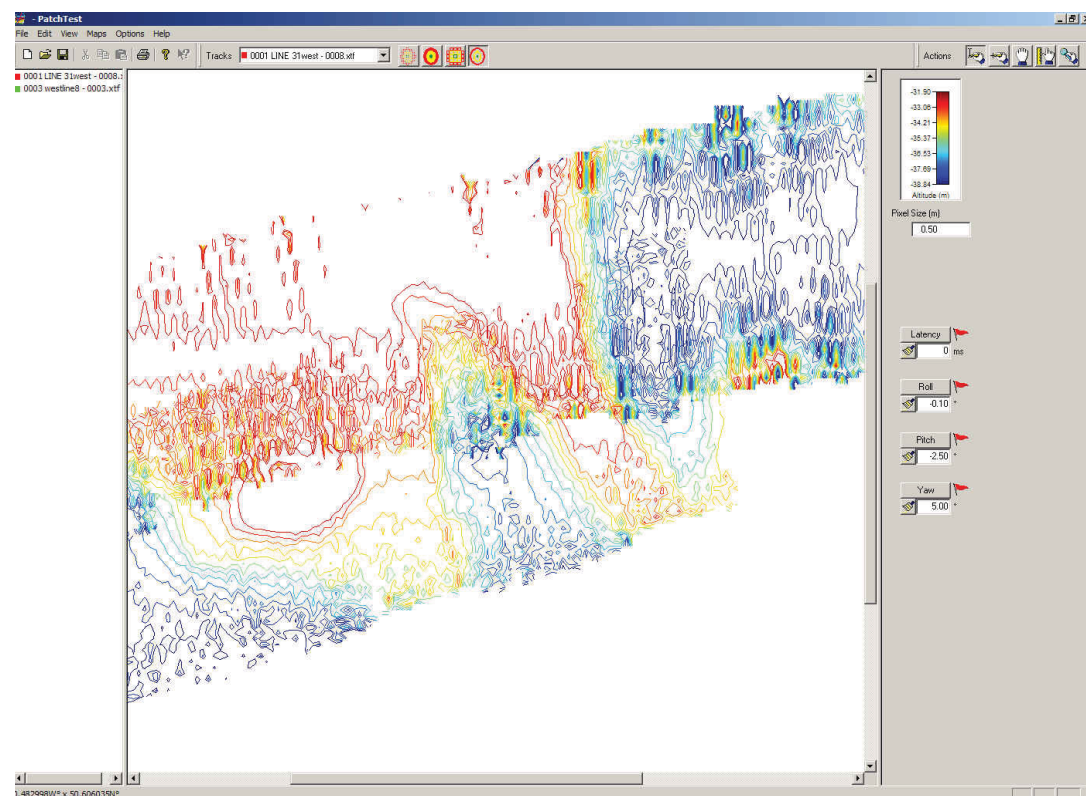 - PatchTest
File Edit View Maps Options Help
Tracks 0001 LINE 31west - 0008.xtf Actions
0001 LINE 31west - 0008.
0003 westline8 - 0003.xtf
-31.90
-33.06
-34.21
-35.37
-36.53
-37.69
-38.84
Altitude (m)
Pixel Size (m)
0.50
Latency
0 ms
Roll
-0.10 °
Pitch
-2.50 °
Yaw
5.00 °
.482998W° x 50.606035N°